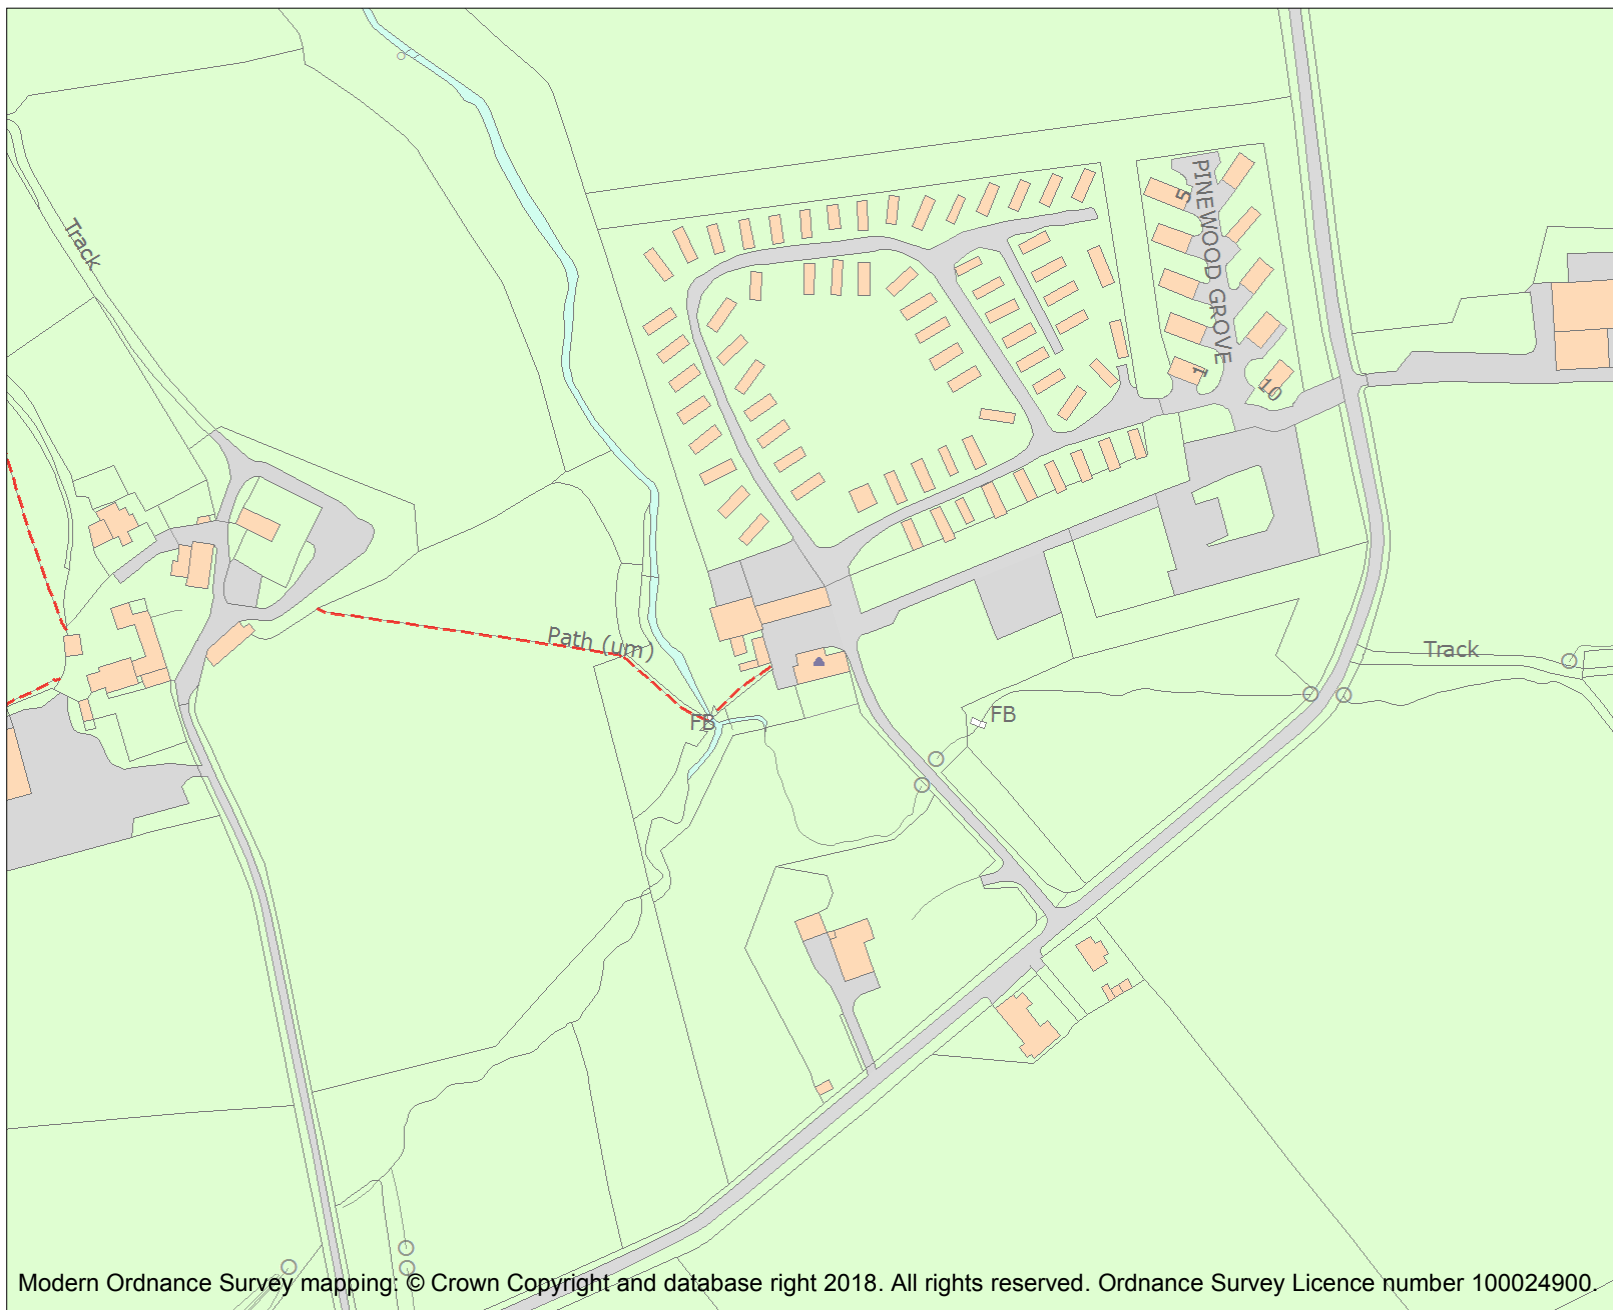 PINEWOOD GROVE
5
1
10
Track
Path (um)
Track
FB
FB
Modern Ordnance Survey mapping: © Crown Copyright and database right 2018. All rights reserved. Ordnance Survey Licence number 100024900.